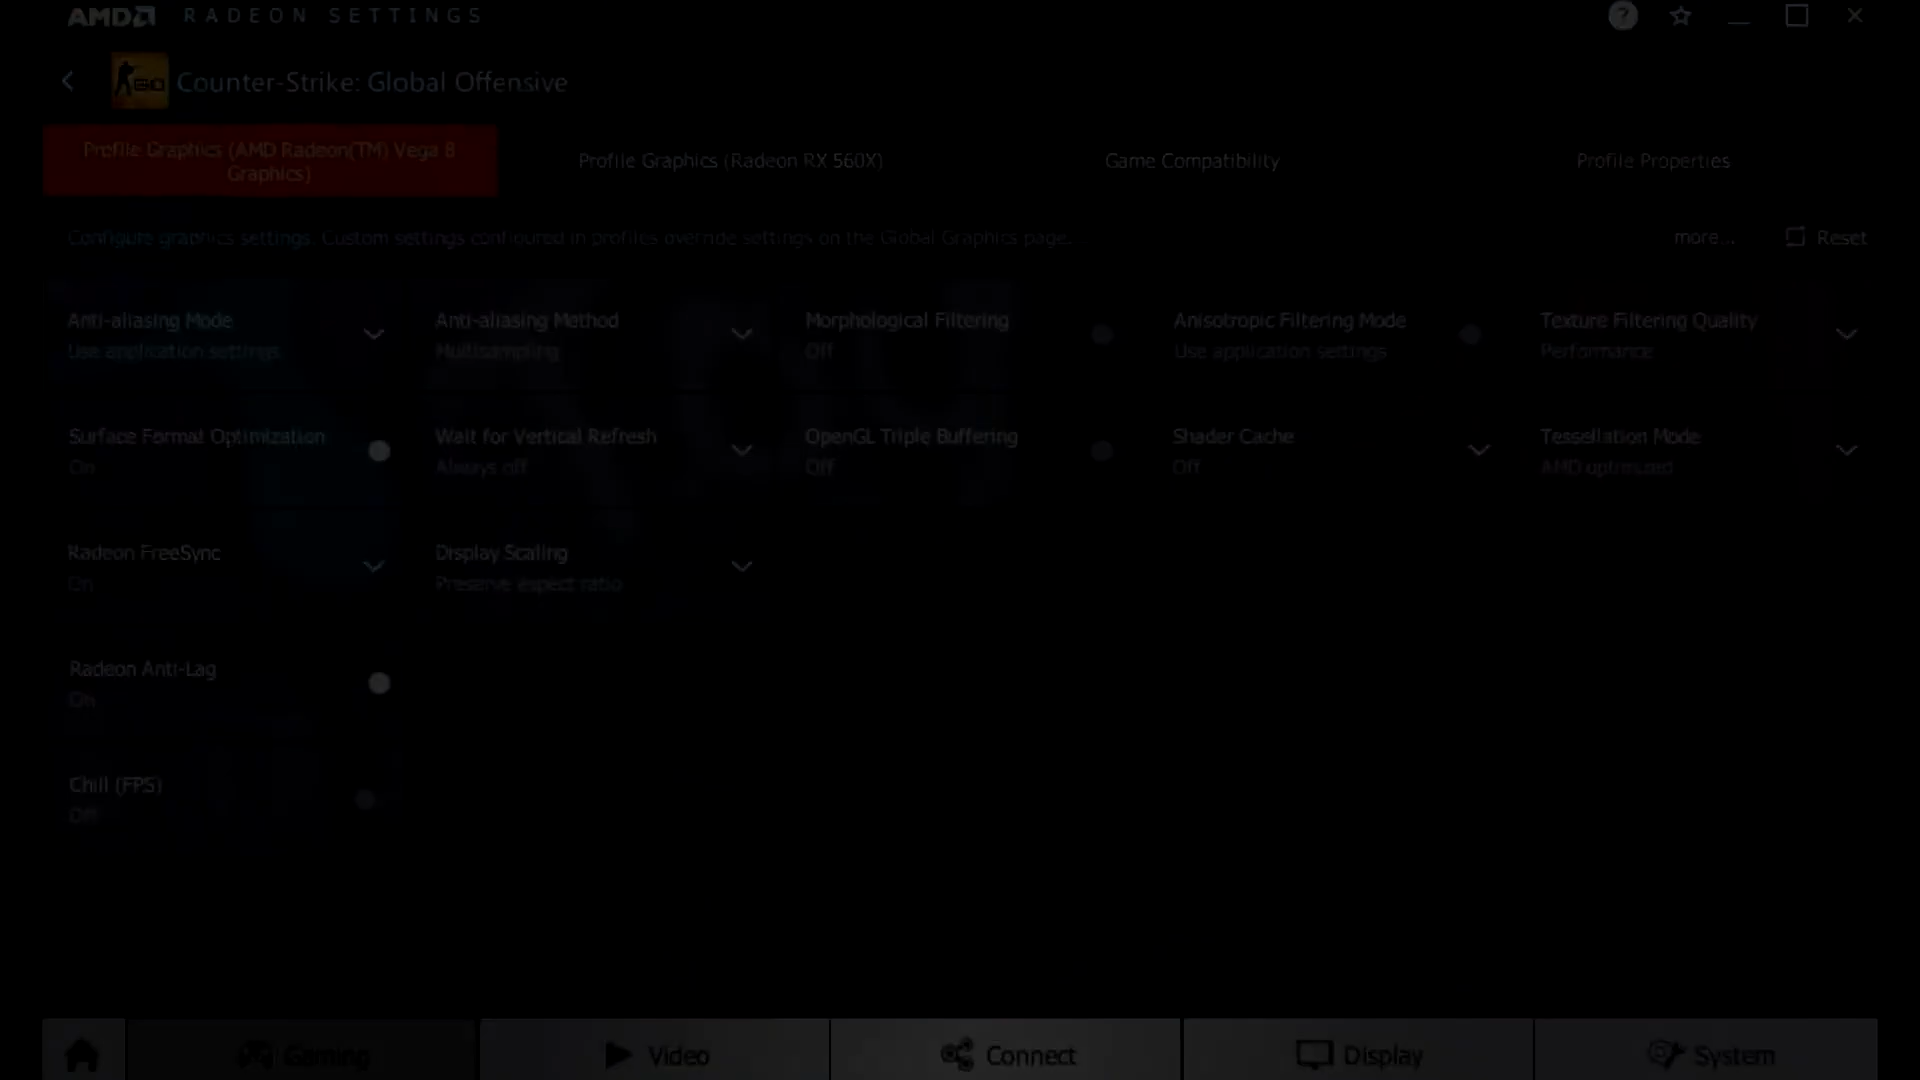 AMD RADEON SETTINGS
Counter-Strike: Global Offensive
Profile Graphics (AMD Radeon(TM) Vega 8
Graphics)
Profile Graphics (Radeon RX 560X)
Game Compatibility
Profile Properties
Configure graphics settings. Custom settings configured in profiles override settings on the Global Graphics page.
more...
Reset
Anti-aliasing Mode
Use application settings
Anti-aliasing Method
Multisampling
Morphological Filtering
Off
Anisotropic Filtering Mode
Use application settings
Texture Filtering Quality
Performance
Surface Format Optimization
On
Wait for Vertical Refresh
Always off
OpenGL Triple Buffering
Off
Shader Cache
Off
Tessellation Mode
AMD optimized
Radeon FreeSync
On
Display Scaling
Preserve aspect ratio
Radeon Anti-Lag
On
Chill (FPS)
Off
Gaming
Video
Connect
Display
System